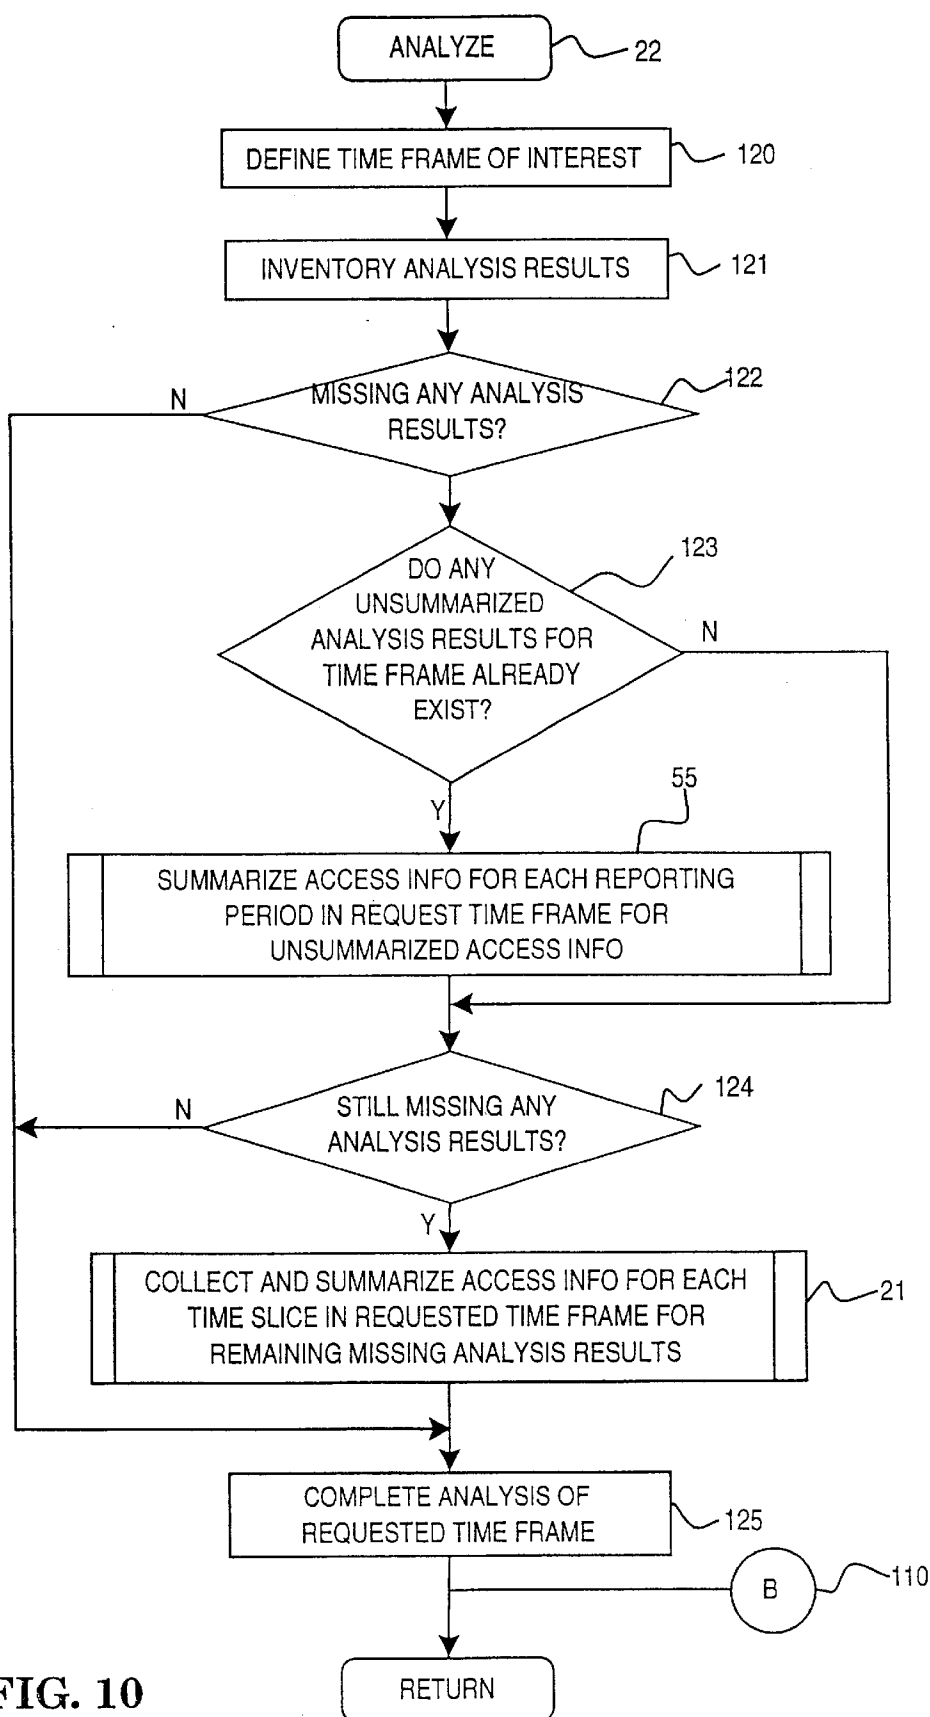 ANALYZE
22
DEFINE TIME FRAME OF INTEREST
120
INVENTORY ANALYSIS RESULTS
121
MISSING ANY ANALYSIS
RESULTS?
122
N
DO ANY
UNSUMMARIZED
ANALYSIS RESULTS FOR
TIME FRAME ALREADY
EXIST?
123
N
Y
55
SUMMARIZE ACCESS INFO FOR EACH REPORTING
PERIOD IN REQUEST TIME FRAME FOR
UNSUMMARIZED ACCESS INFO
STILL MISSING ANY
ANALYSIS RESULTS?
124
N
Y
COLLECT AND SUMMARIZE ACCESS INFO FOR EACH
TIME SLICE IN REQUESTED TIME FRAME FOR
REMAINING MISSING ANALYSIS RESULTS
21
COMPLETE ANALYSIS OF
REQUESTED TIME FRAME
125
B
110
RETURN
FIG. 10